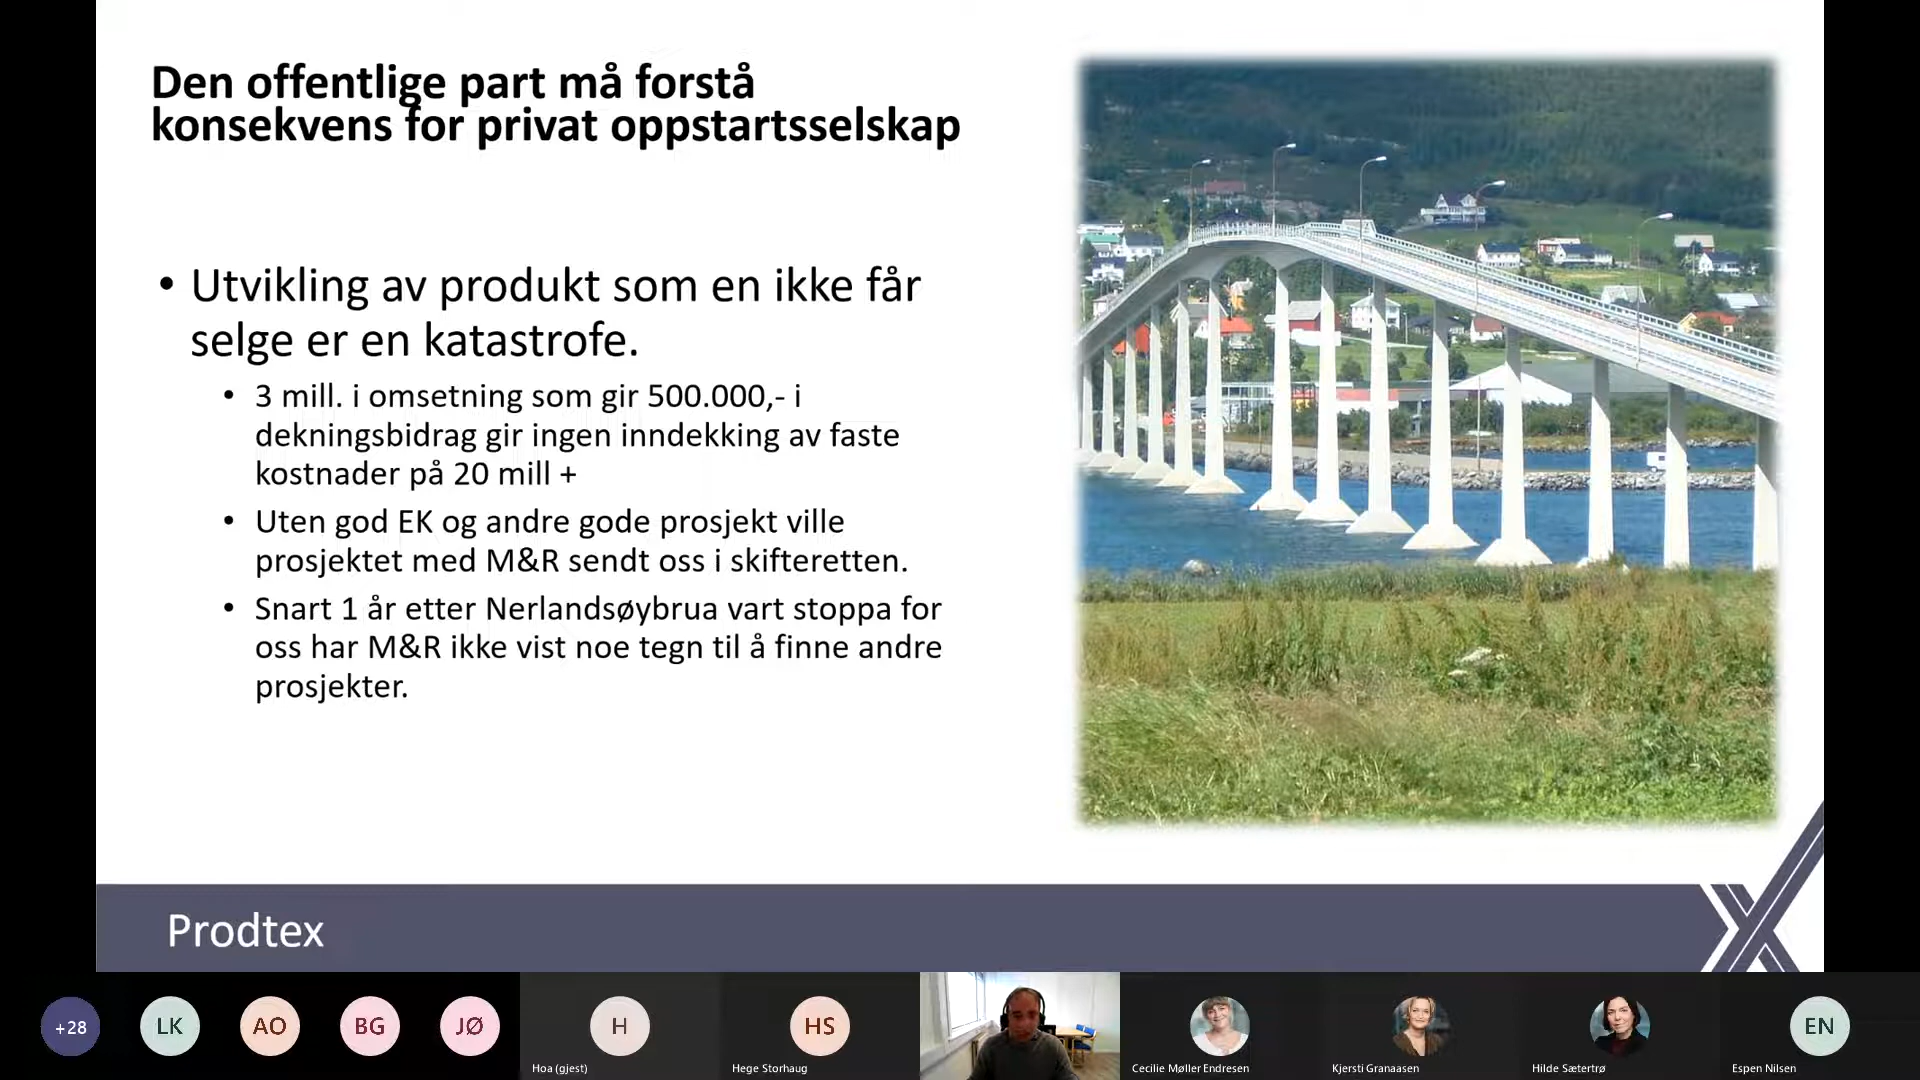 Den offentlige part må forstå
konsekvens for privat oppstartsselskap
• Utvikling av produkt som en ikke får
selge er en katastrofe.
• 3 mill. i omsetning som gir 500.000,- i
dekningsbidrag gir ingen inndekking av faste
kostnader på 20 mill +
• Uten god EK og andre gode prosjekt ville
prosjektet med M&R sendt oss i skifteretten.
• Snart 1 år etter Nerlandsøybrua vart stoppa for
oss har M&R ikke vist noe tegn til å finne andre
prosjekter.
Prodtex
+28
LK
AO
BG
JØ
H
HS
EN
Hoa (gjest)
Hege Storhaug
Cecilie Møller Endresen
Kjersti Granaasen
Hilde Sætertrø
Espen Nilsen